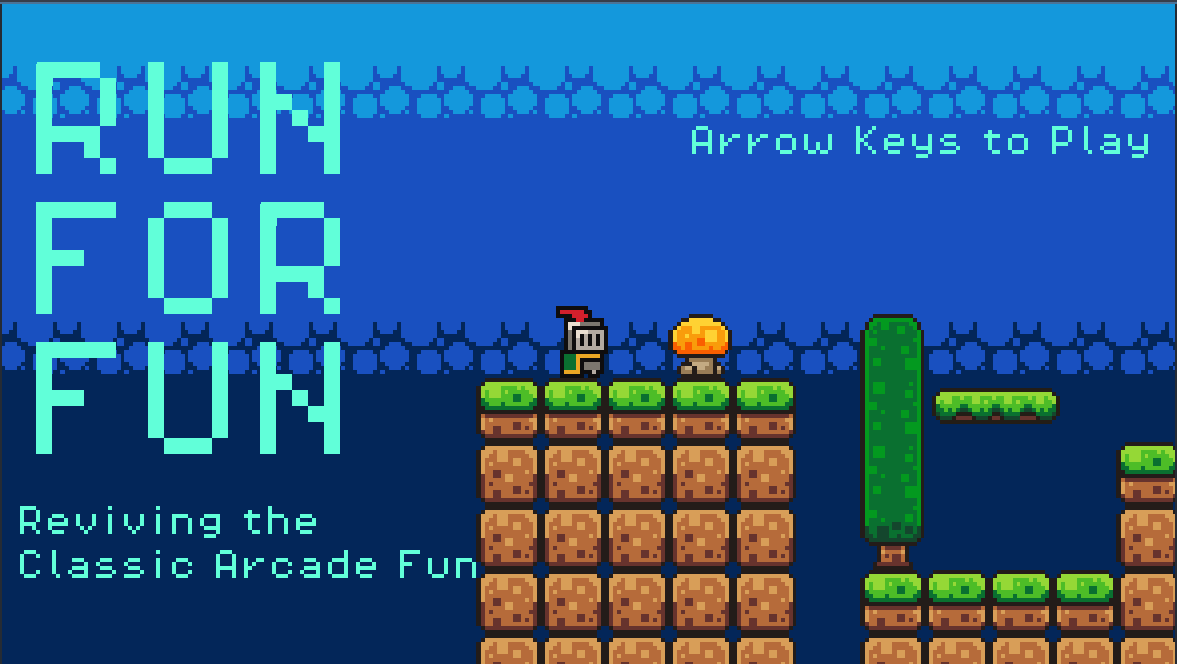 RUN
FOR
FUN
Arrow Keys to Play
Reviving the
Classic Arcade Fun